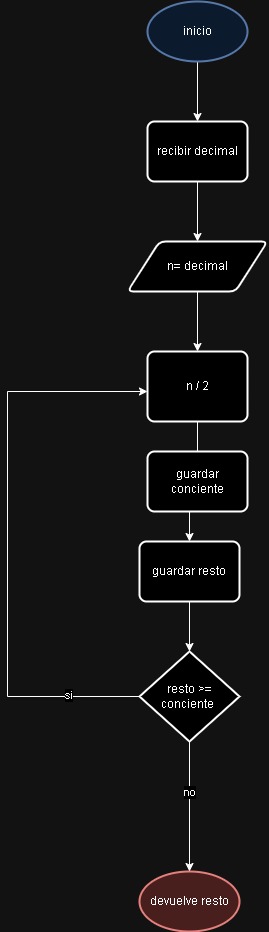 inicio
recibir decimal
n= decimal
n / 2
guardar
conciente
guardar resto
resto >=
conciente
si
no
devuelve resto